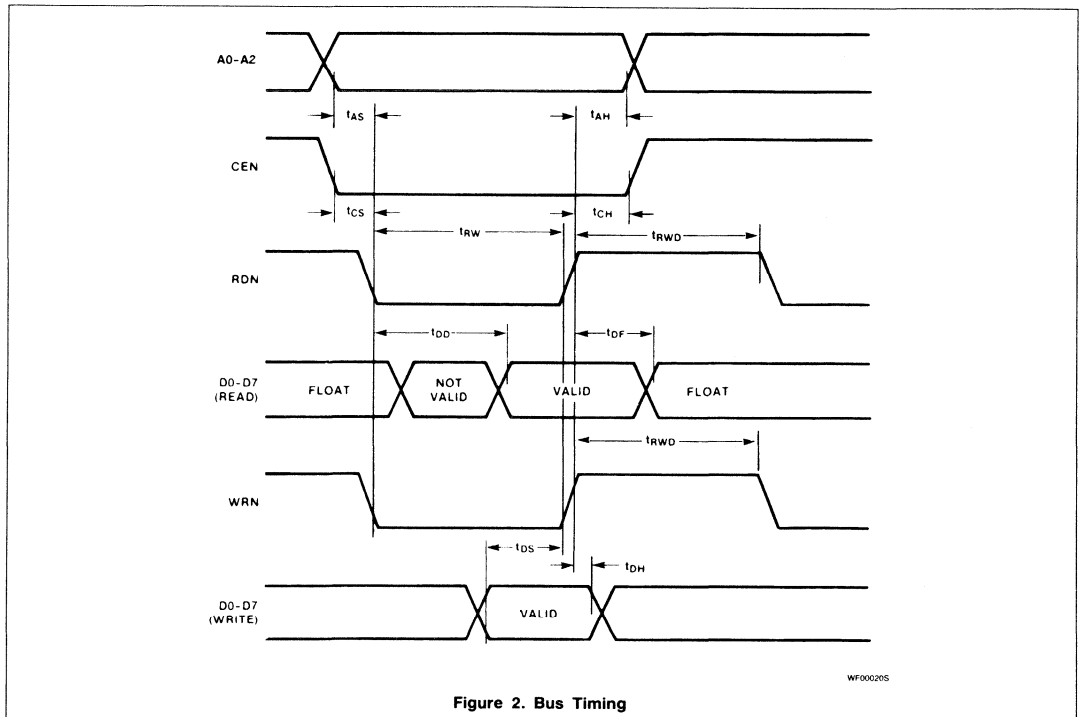 A0-A2
tAS
tAH
CEN
tCS
tCH
tRW
tRWD
RDN
tDD
tDF
D0-D7
(READ)
FLOAT
NOT
VALID
VALID
FLOAT
tRWD
WRN
tDS
tDH
D0-D7
(WRITE)
VALID
WF00020S
Figure 2. Bus Timing